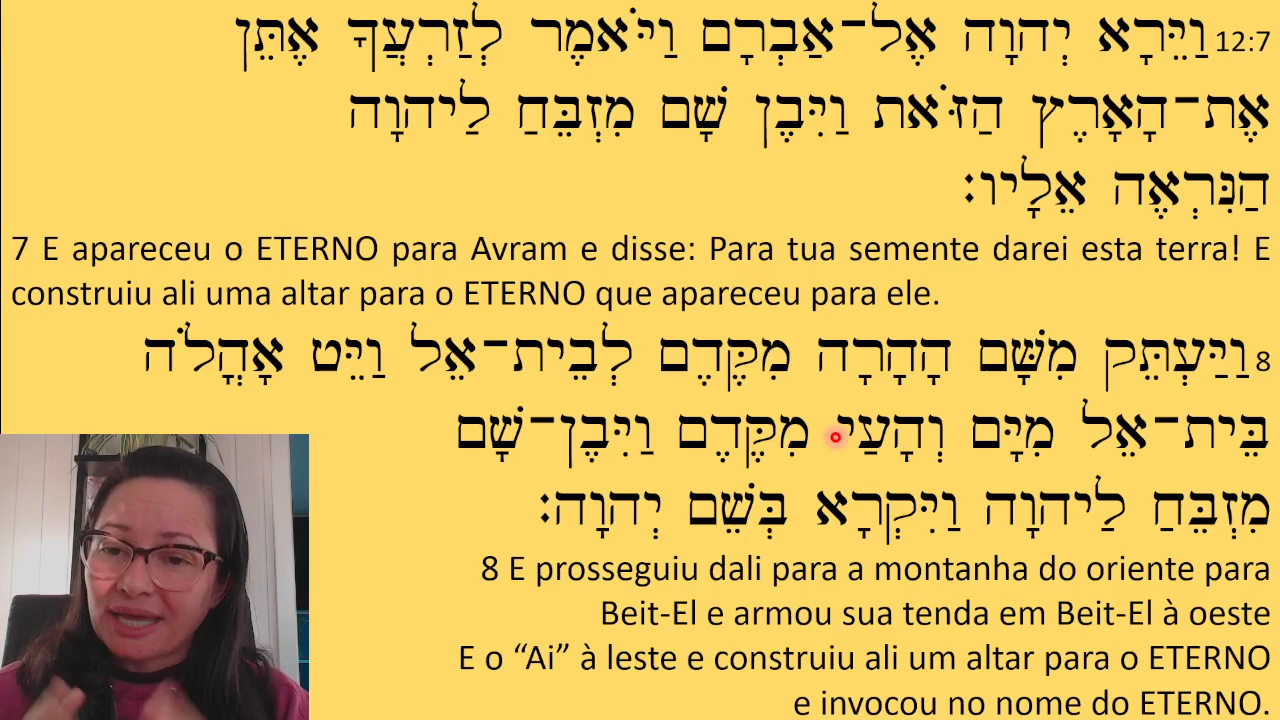 12:7 וַיֵּרָא יְהוָה אֶל־אַבְרָם וַיֹּאמֶר לְזַרְעֲךָ אֶתֵּן
אֶת־הָאָרֶץ הַזֹּאת וַיִּבֶן שָׁם מִזְבֵּחַ לַיהוָה
הַנִּרְאֶה אֵלָיו׃
7 E apareceu o ETERNO para Avram e disse: Para tua semente darei esta terra! E
construiu ali uma altar para o ETERNO que apareceu para ele.
8 וַיַּעְתֵּק מִשָּׁם הָהָרָה מִקֶּדֶם לְבֵית־אֵל וַיֵּט אָהֳלֹה
בֵּית־אֵל מִיָּם וְהָעַי מִקֶּדֶם וַיִּבֶן־שָׁם
מִזְבֵּחַ לַיהוָה וַיִּקְרָא בְּשֵׁם יְהוָה׃
8 E prosseguiu dali para a montanha do oriente para
Beit-El e armou sua tenda em Beit-El à oeste
E o “Ai” à leste e construiu ali um altar para o ETERNO
e invocou no nome do ETERNO.